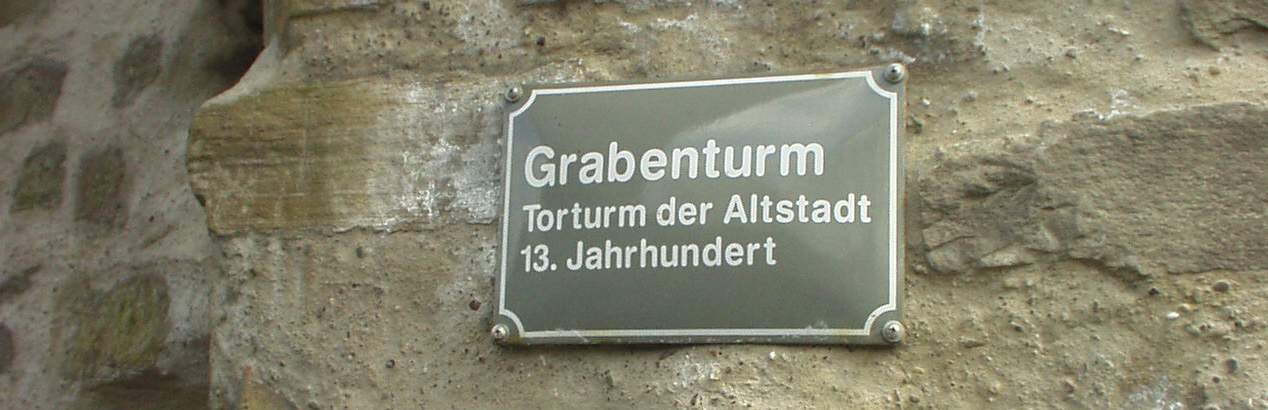 Grabenturm
Torturm der Altstadt
13. Jahrhundert